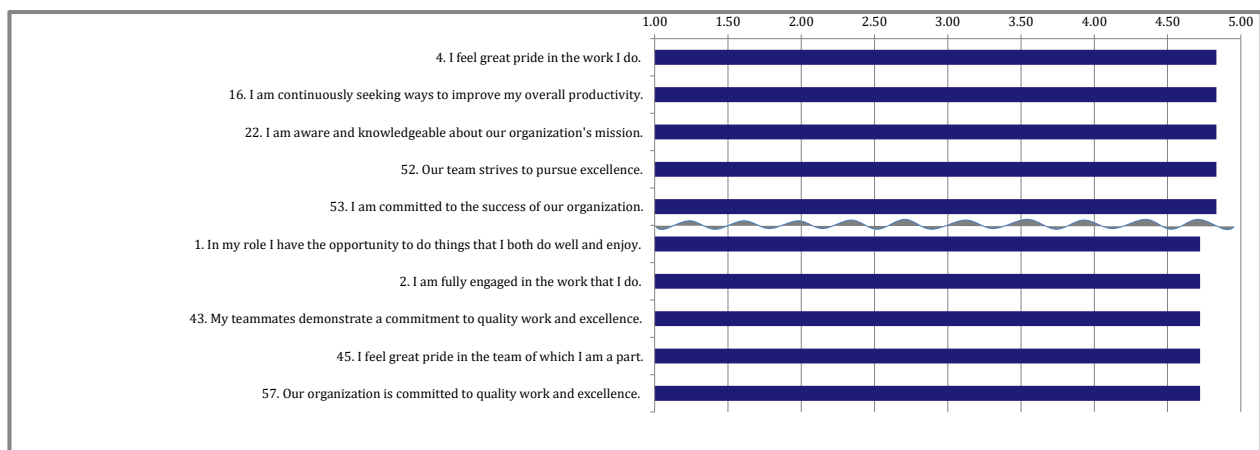 1.00 1.50 2.00 2.50 3.00 3.50 4.00 4.50 5.00
4. I feel great pride in the work I do.
16. I am continuously seeking ways to improve my overall productivity.
22. I am aware and knowledgeable about our organization's mission.
52. Our team strives to pursue excellence.
53. I am committed to the success of our organization.
1. In my role I have the opportunity to do things that I both do well and enjoy.
2. I am fully engaged in the work that I do.
43. My teammates demonstrate a commitment to quality work and excellence.
45. I feel great pride in the team of which I am a part.
57. Our organization is committed to quality work and excellence.